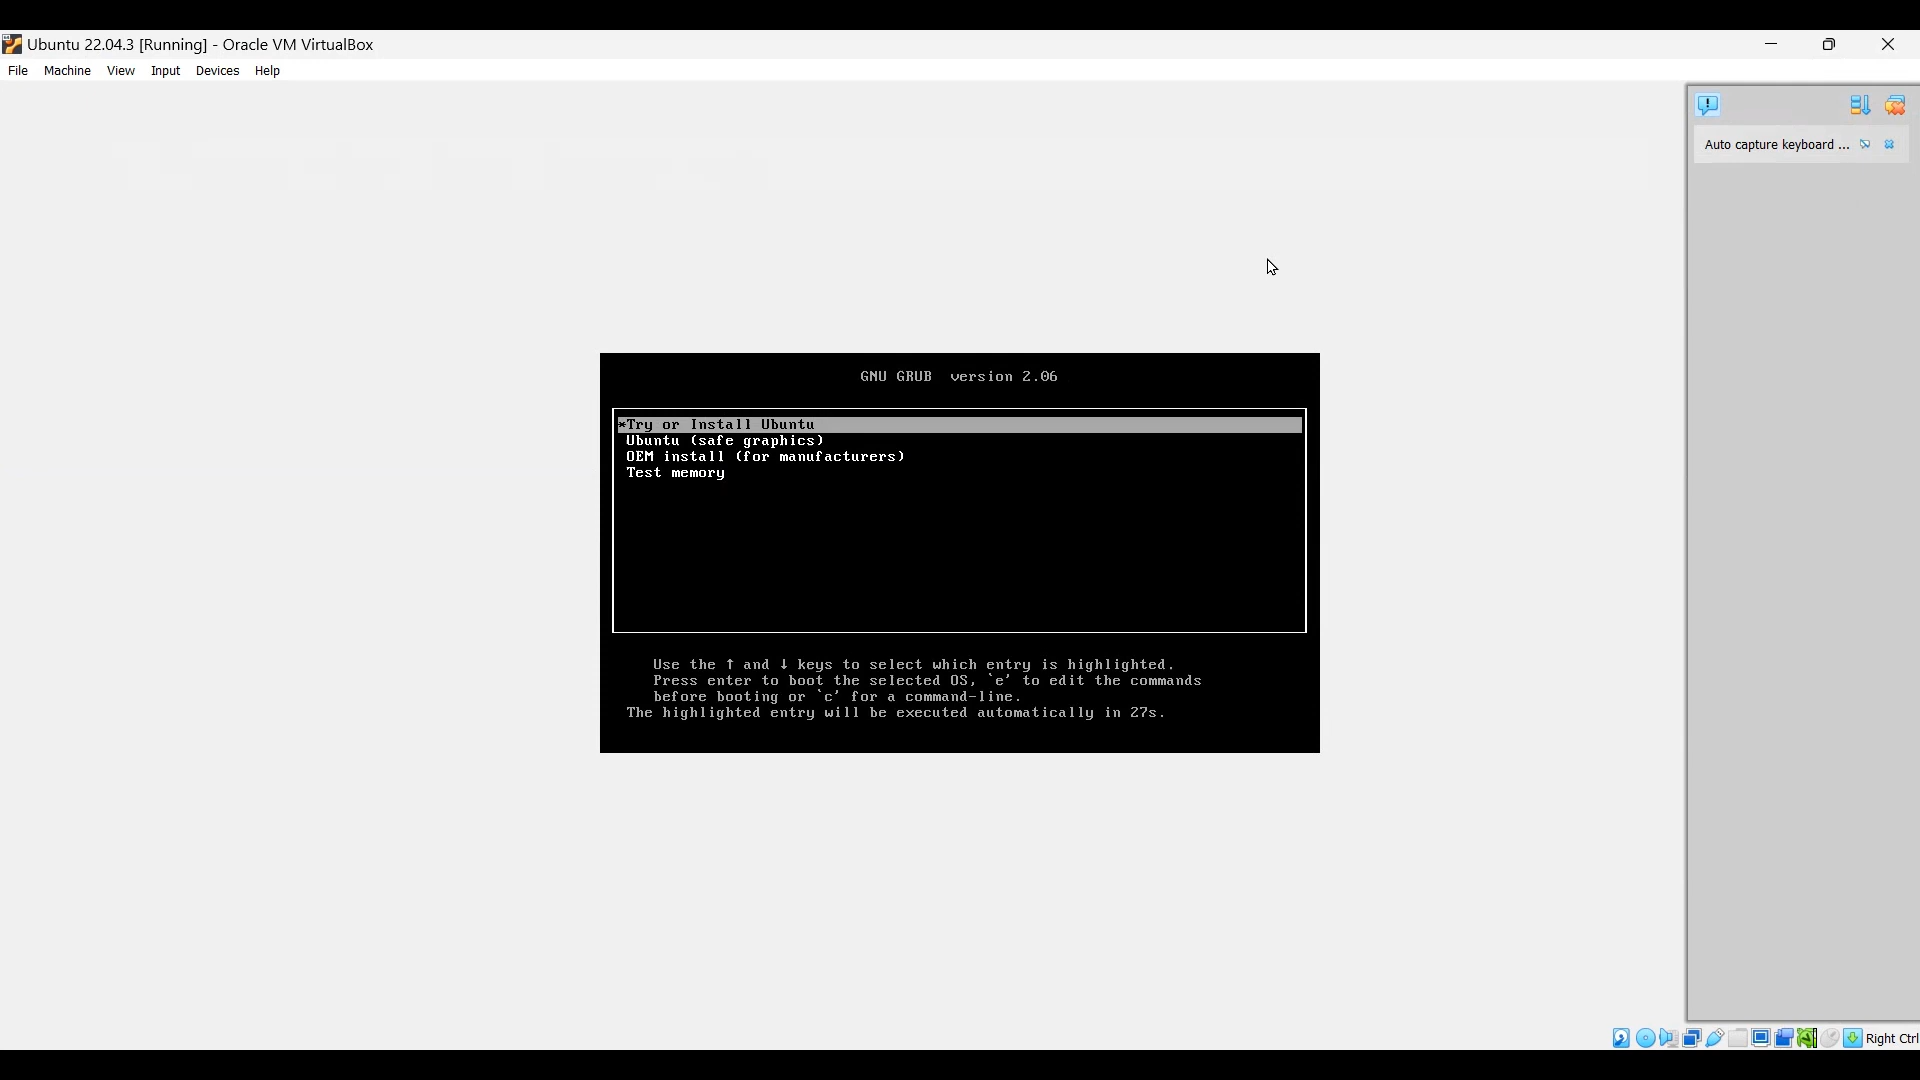 Ubuntu 22.04.3 [Running] - Oracle VM VirtualBox
File Machine View Input Devices Help
Auto capture keyboard ...
GNU GRUB version 2.06
*Try or Install Ubuntu
Ubuntu (safe graphics)
OEM install (for manufacturers)
Test memory
Use the ↑ and ↓ keys to select which entry is highlighted.
Press enter to boot the selected OS, `e' to edit the commands
before booting or `c' for a command-line.
The highlighted entry will be executed automatically in 27s.
Right Ctrl